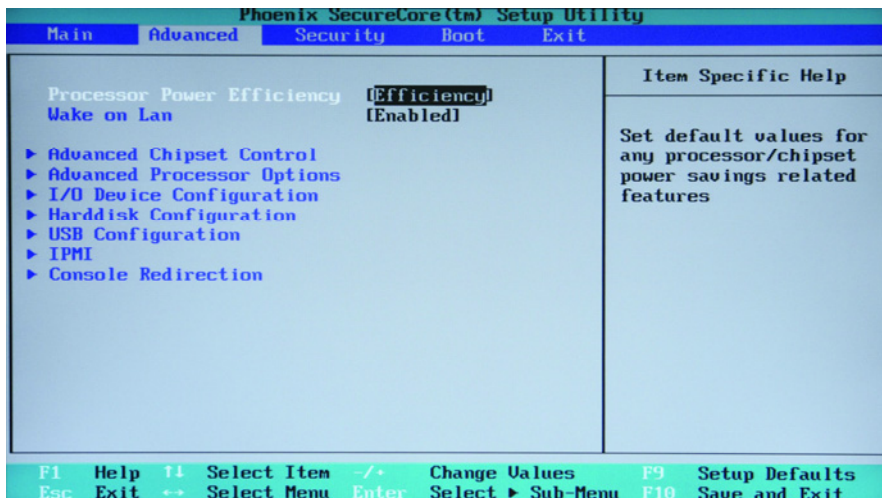 Phoenix SecureCore(tm) Setup Utility
Main Advanced Security Boot Exit
Item Specific Help
Processor Power Efficiency [Efficiency]
Wake on Lan [Enabled]
▶ Advanced Chipset Control
▶ Advanced Processor Options
▶ I/O Device Configuration
▶ Harddisk Configuration
▶ USB Configuration
▶ IPMI
▶ Console Redirection
Set default values for
any processor/chipset
power savings related
features
F1 Help ↑↓ Select Item -/+ Change Values F9 Setup Defaults
Esc Exit ↔ Select Menu Enter Select ▶ Sub-Menu F10 Save and Exit